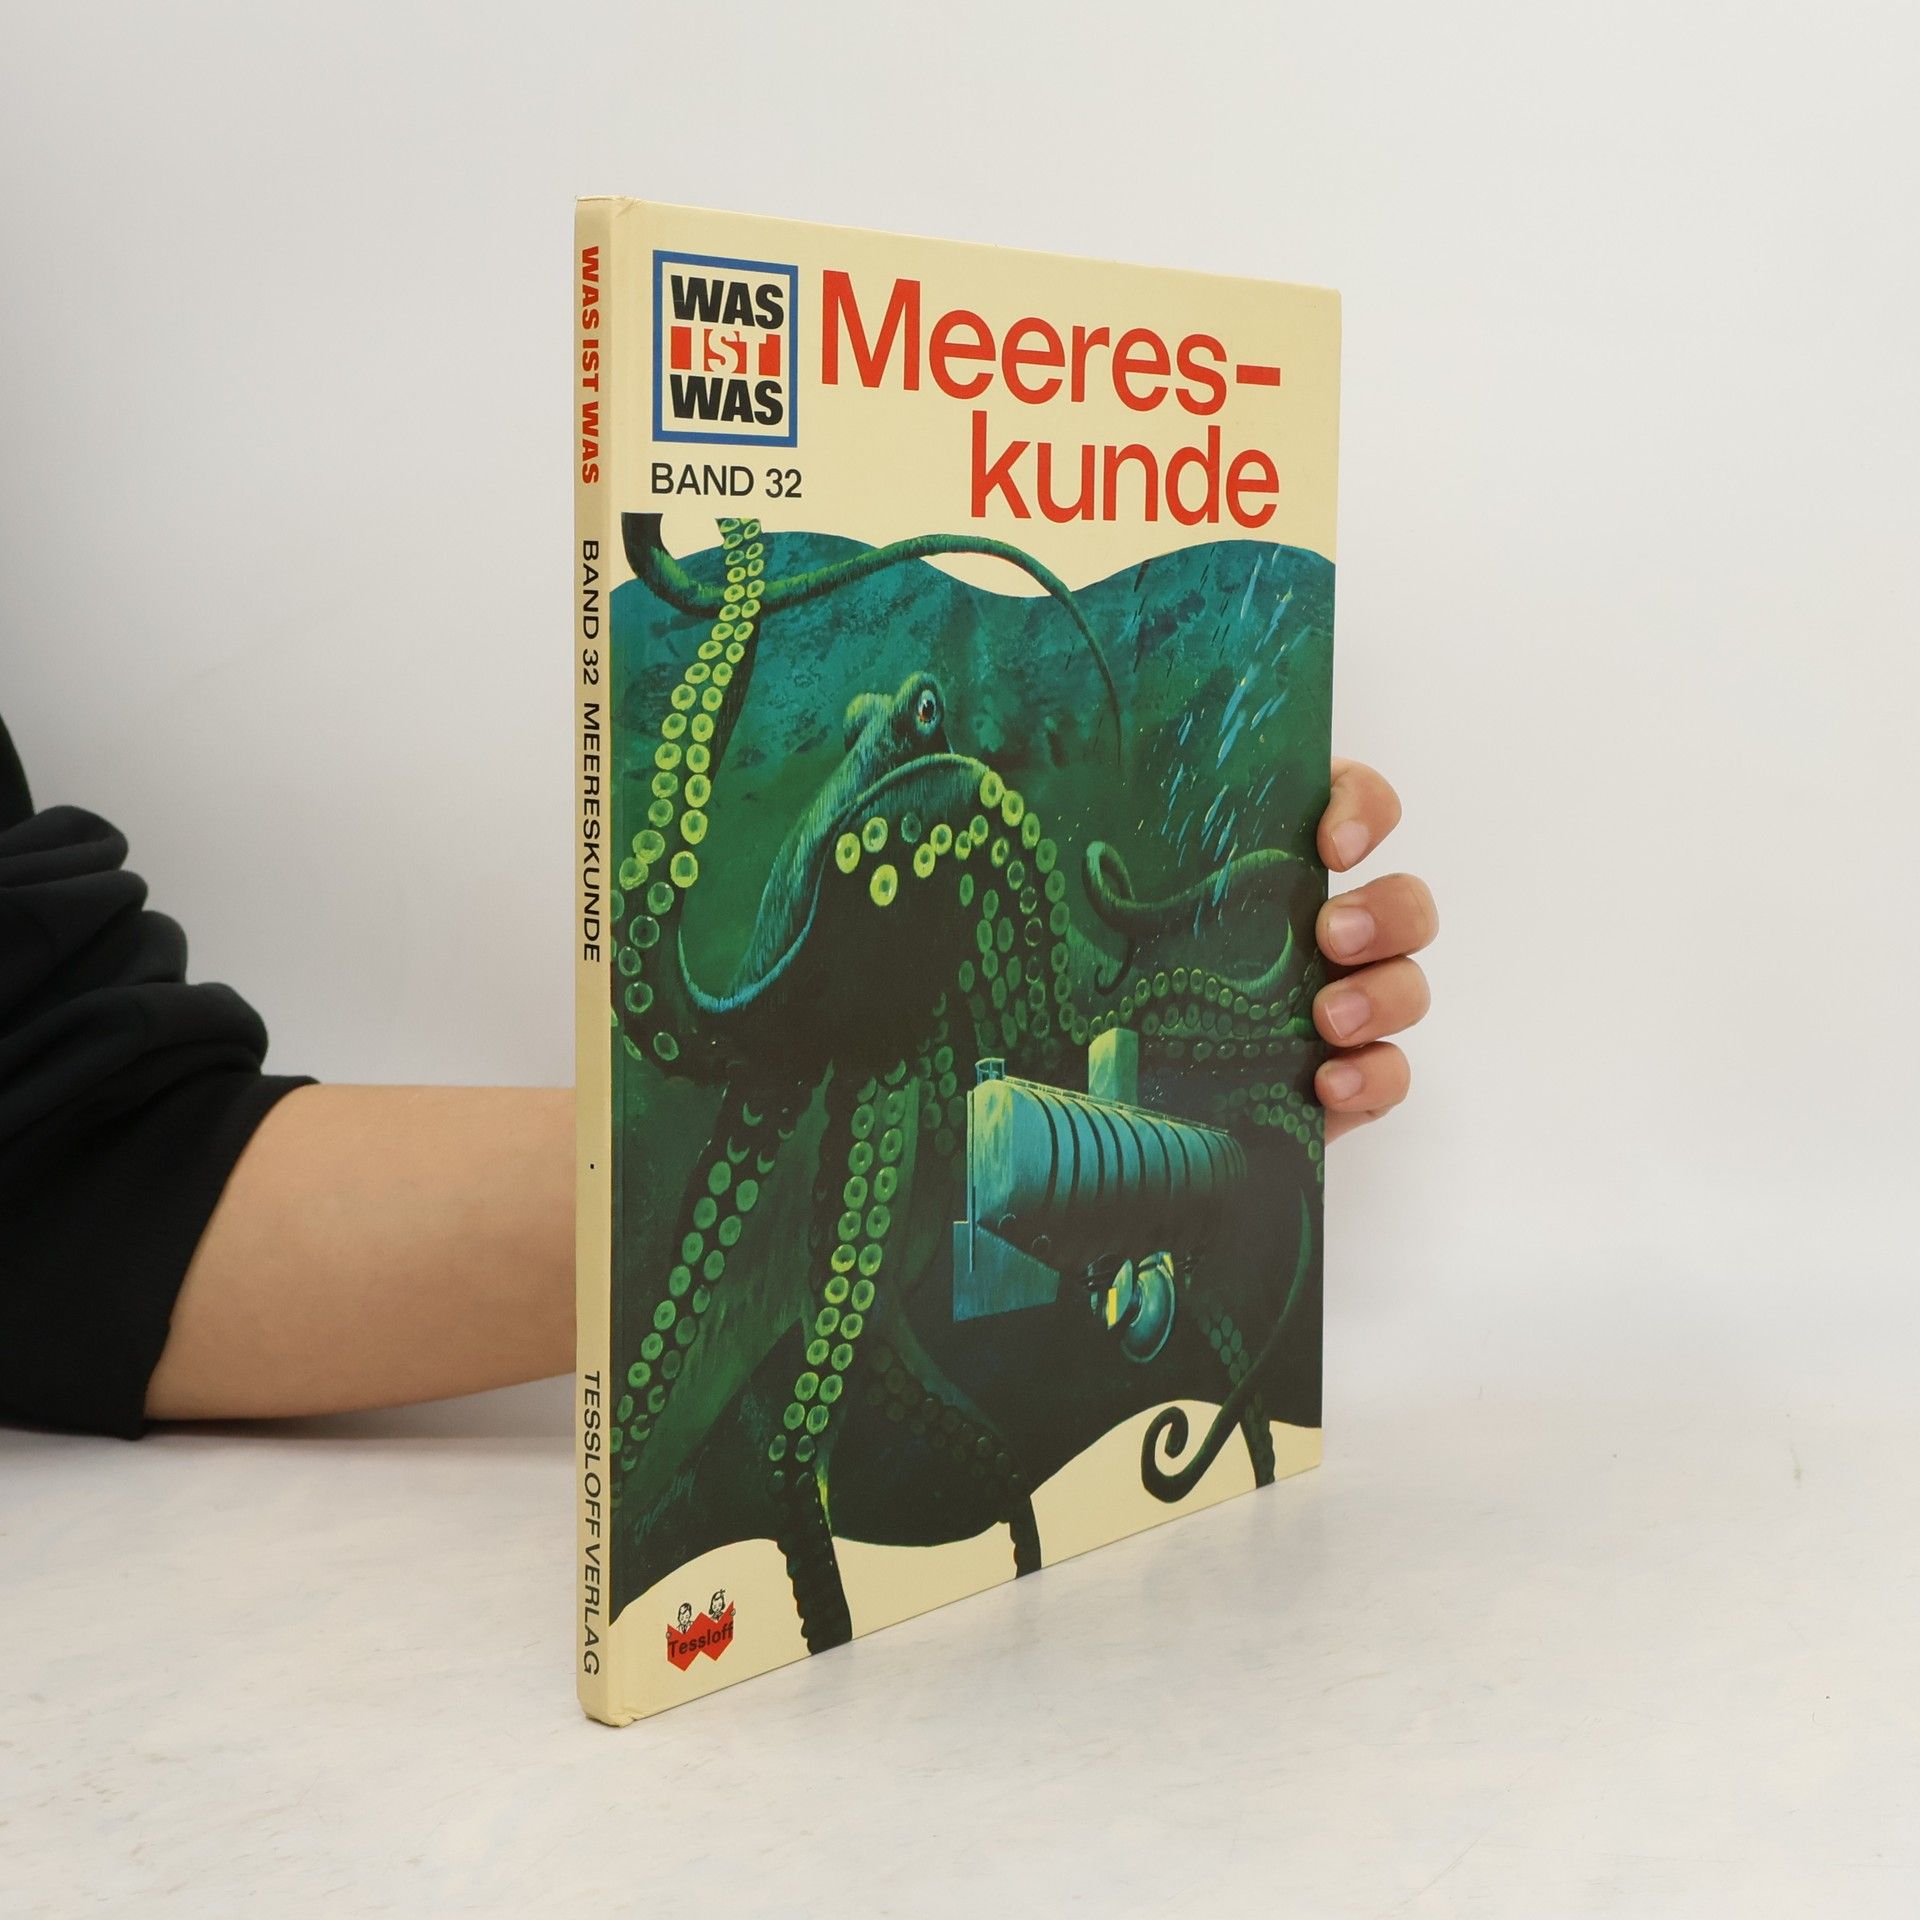 WAS IST WAS BAND 32 MEERESKUNDE TESSLOFF VERLAG
WAS
IST
WAS
BAND 32
Meeres-
kunde
Tessloff